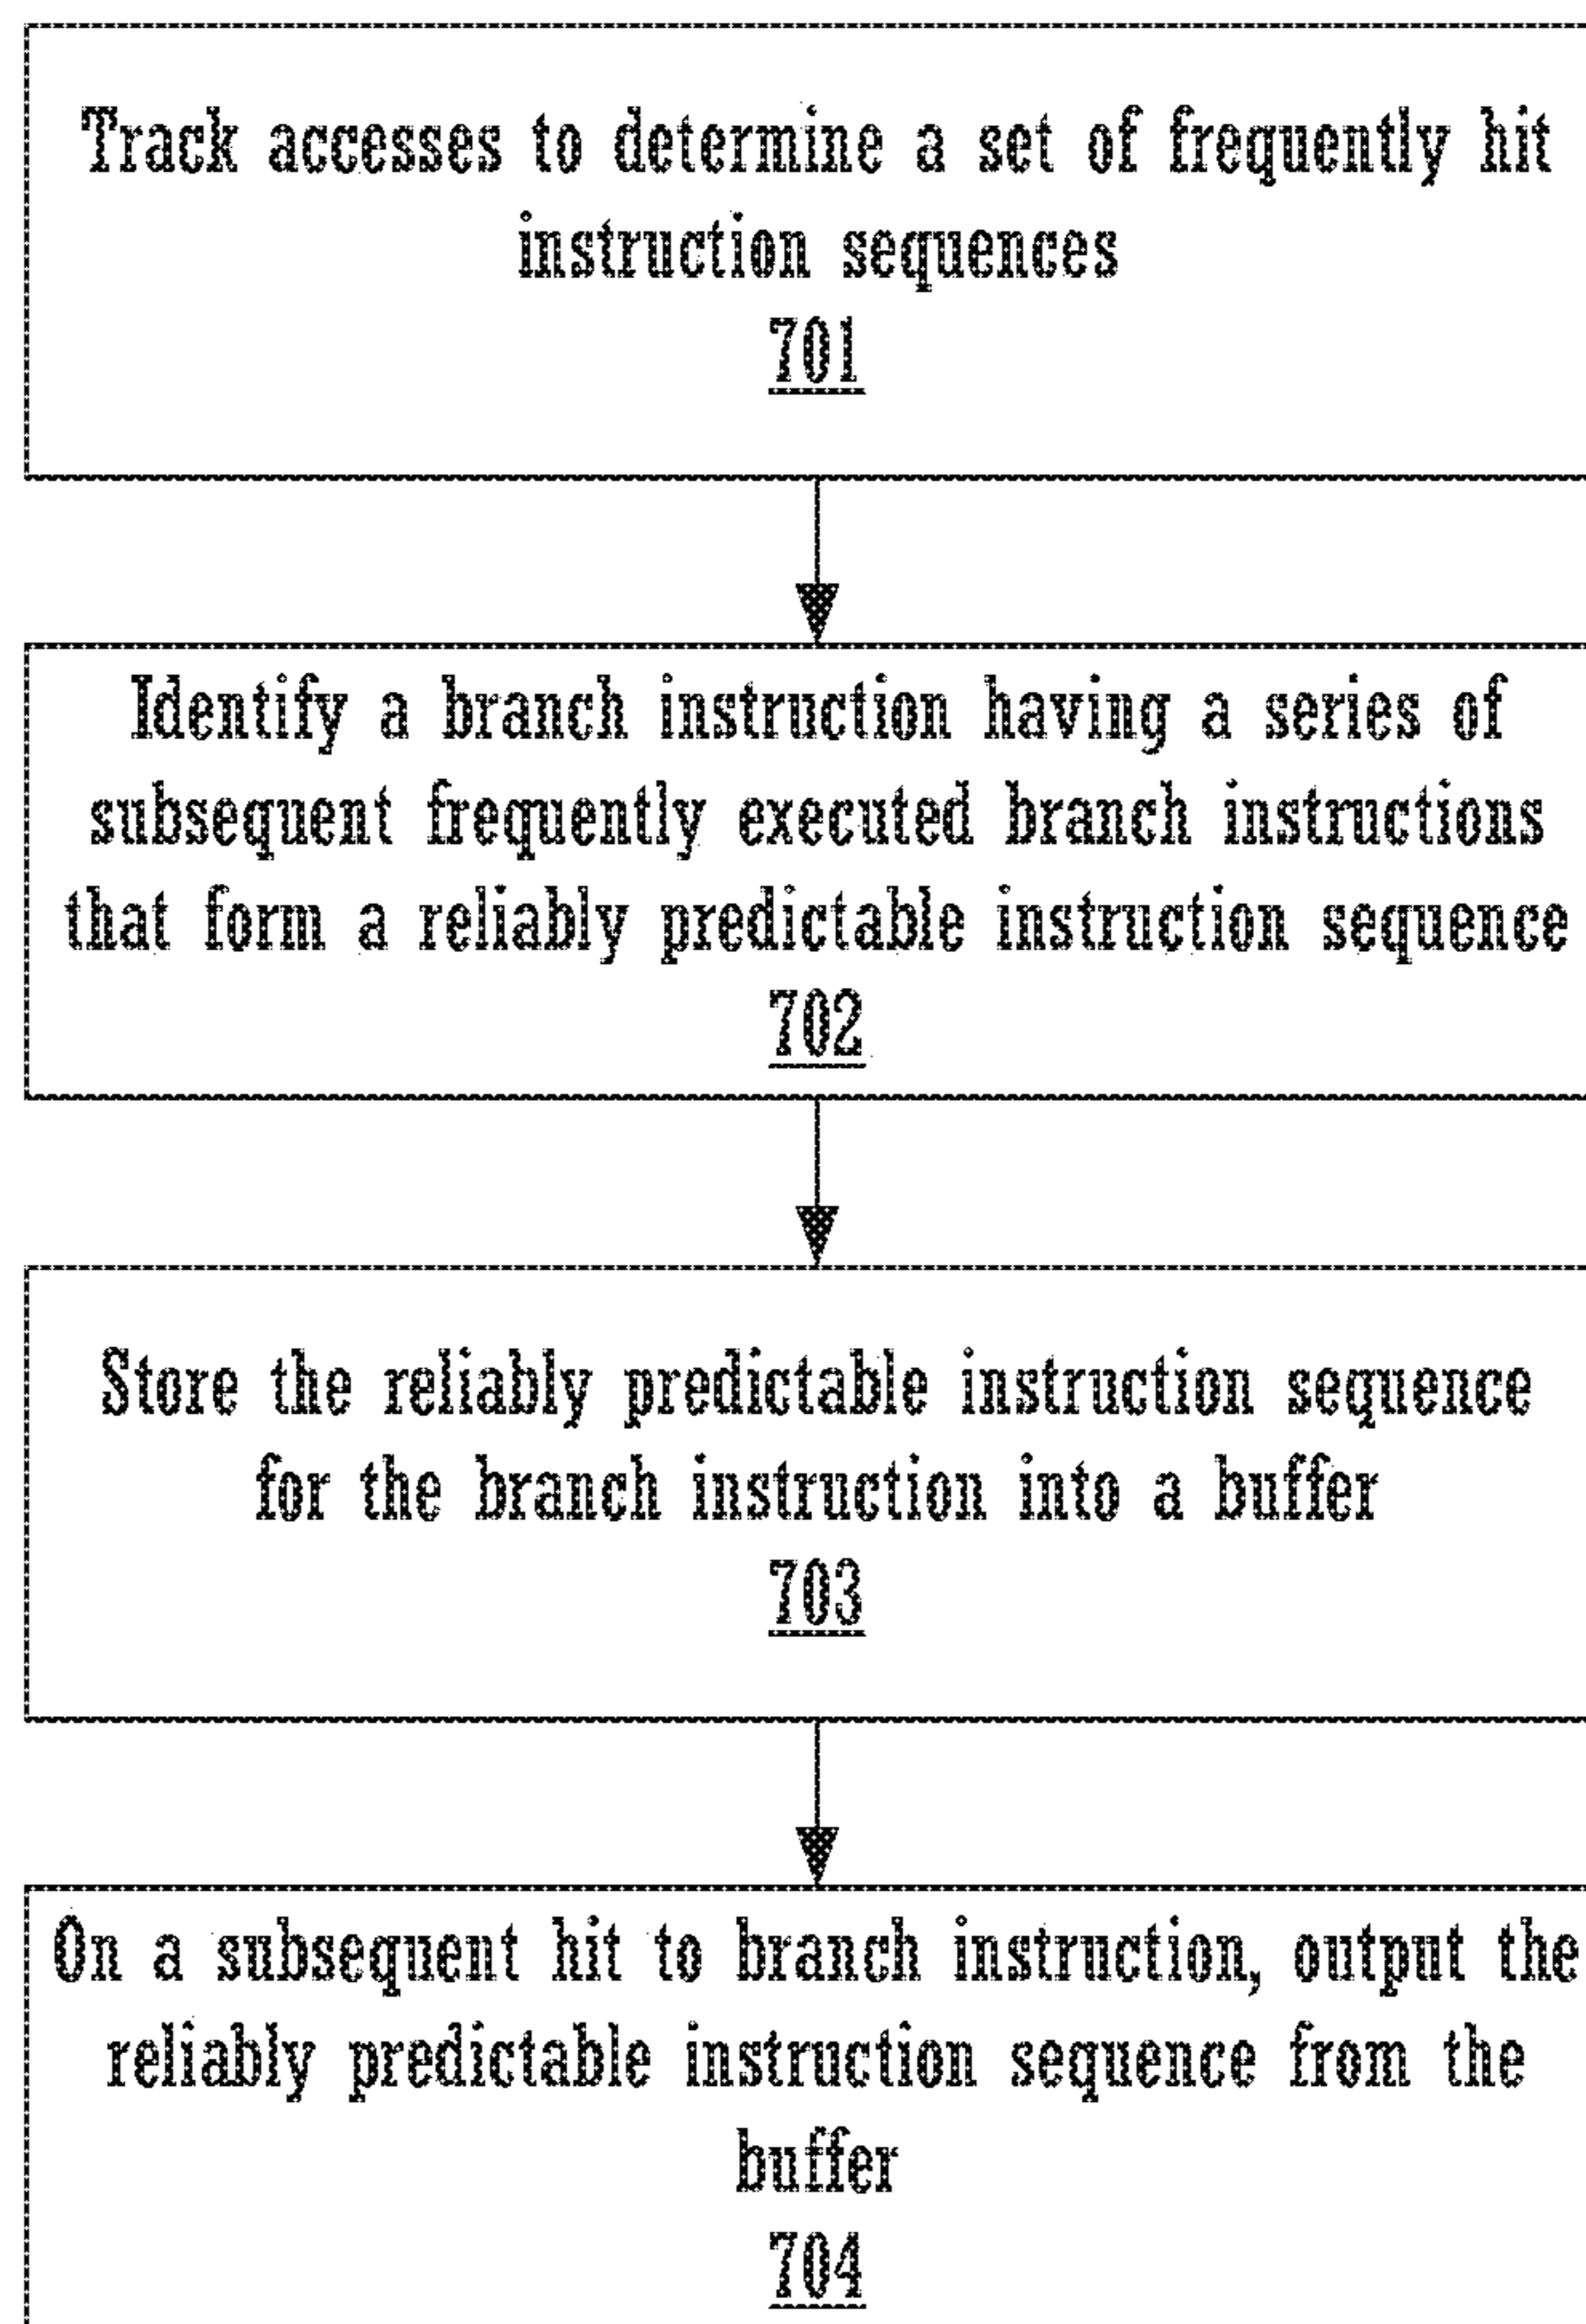 Track accesses to determine a set of frequently hit
instruction sequences
701
Identify a branch instruction having a series of
subsequent frequently executed branch instructions
that form a reliably predictable instruction sequence
702
Store the reliably predictable instruction sequence
for the branch instruction into a buffer
703
On a subsequent hit to branch instruction, output the
reliably predictable instruction sequence from the
buffer
704